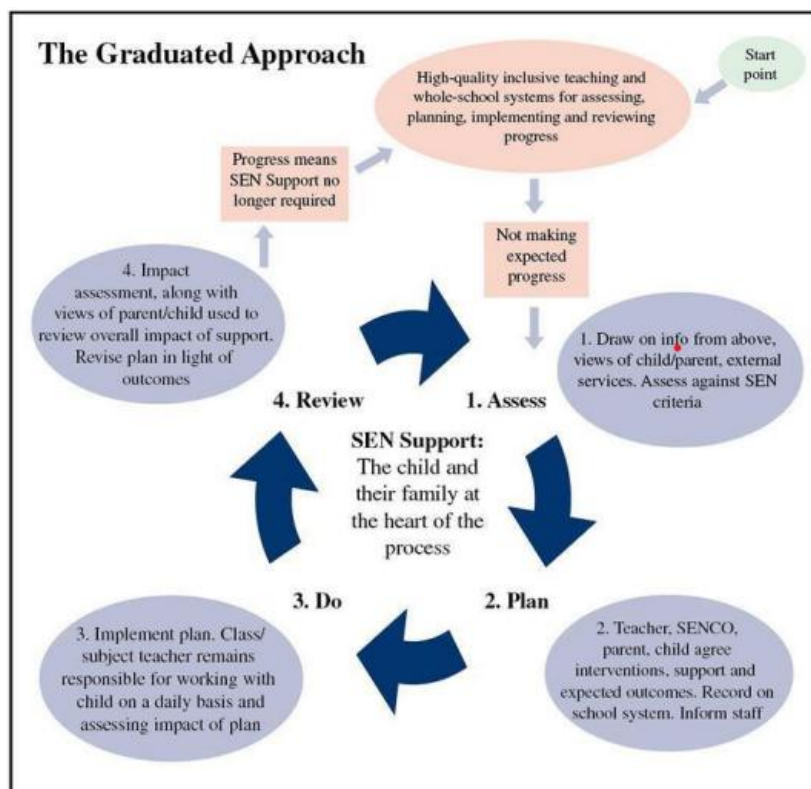 The Graduated Approach
Start
point
High-quality inclusive teaching and
whole-school systems for assessing,
planning, implementing and reviewing
progress
Progress means
SEN Support no
longer required
Not making
expected
progress
4. Impact
assessment, along with
views of parent/child used to
review overall impact of support.
Revise plan in light of
outcomes
1. Draw on info from above,
views of child/parent, external
services. Assess against SEN
criteria
4. Review
1. Assess
SEN Support:
The child and
their family at
the heart of the
process
3. Do
2. Plan
3. Implement plan. Class/
subject teacher remains
responsible for working with
child on a daily basis and
assessing impact of plan
2. Teacher, SENCO,
parent, child agree
interventions, support and
expected outcomes. Record on
school system. Inform staff